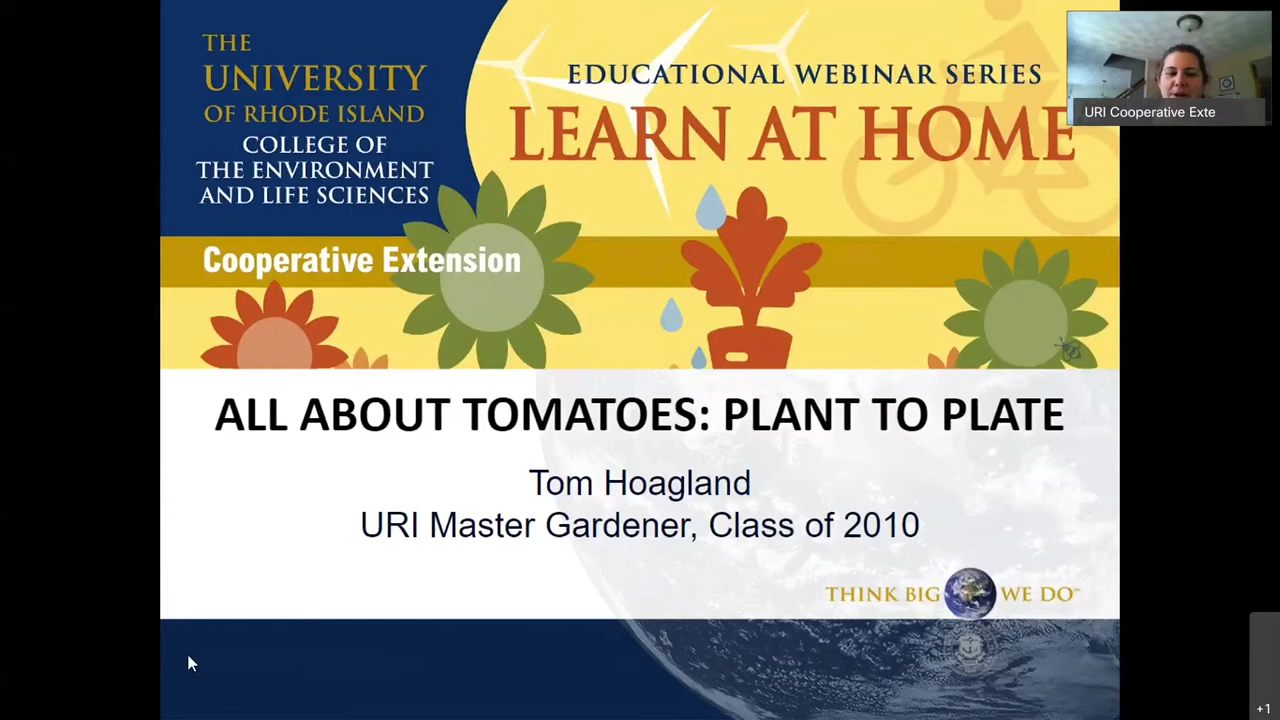 THE
UNIVERSITY
OF RHODE ISLAND
COLLEGE OF
THE ENVIRONMENT
AND LIFE SCIENCES
EDUCATIONAL WEBINAR SERIES
LEARN AT HOME
URI Cooperative Exte
Cooperative Extension
ALL ABOUT TOMATOES: PLANT TO PLATE
Tom Hoagland
URI Master Gardener, Class of 2010
THINK BIG WE DO℠
+1